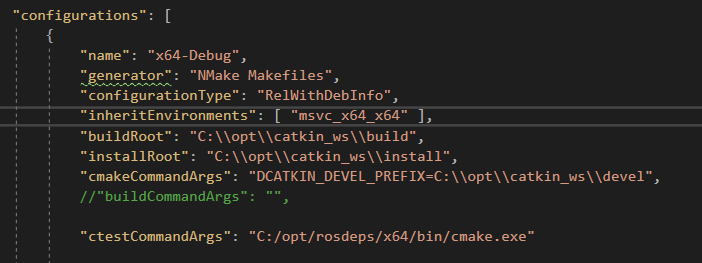 "configurations": [
{
"name": "x64-Debug",
"generator": "NMake Makefiles",
"configurationType": "RelWithDebInfo",
"inheritEnvironments": [ "msvc_x64_x64" ],
"buildRoot": "C:\\opt\\catkin_ws\\build",
"installRoot": "C:\\opt\\catkin_ws\\install",
"cmakeCommandArgs": "DCATKIN_DEVEL_PREFIX=C:\\opt\\catkin_ws\\devel",
//"buildCommandArgs": "",
"ctestCommandArgs": "C:/opt/rosdeps/x64/bin/cmake.exe"